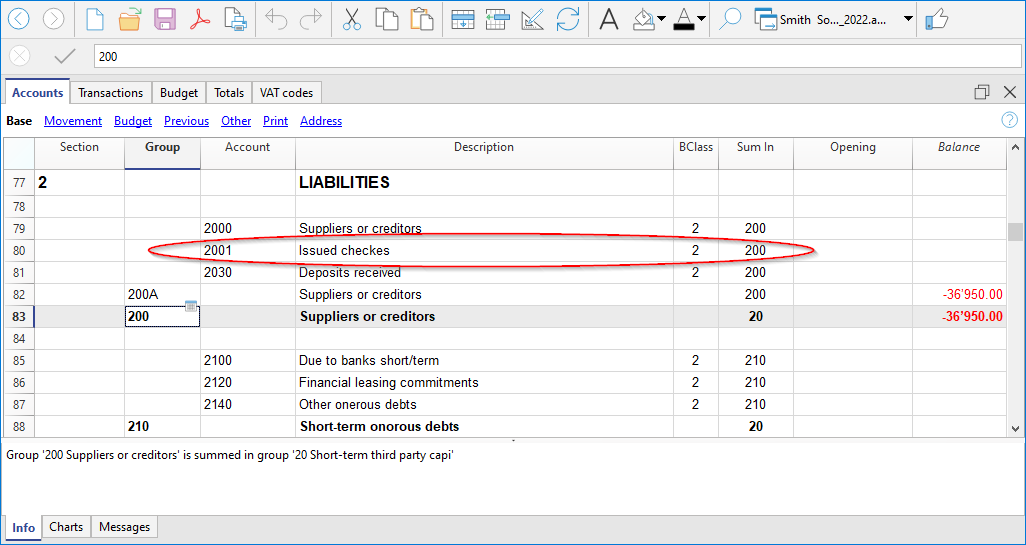 Smith So..._2022.a...
200
Accounts Transactions Budget Totals VAT codes
Base Movement Budget Previous Other Print Address
Section Group Account Description BClass Sum In Opening Balance
77 2 LIABILITIES
78
79 2000 Suppliers or creditors 2 200
80 2001 Issued checkes 2 200
81 2030 Deposits received 2 200
82 200A Suppliers or creditors 200 -36'950.00
83 200 Suppliers or creditors 20 -36'950.00
84
85 2100 Due to banks short/term 2 210
86 2120 Financial leasing commitments 2 210
87 2140 Other onerous debts 2 210
88 210 Short-term onorous debts 20
Group '200 Suppliers or creditors' is summed in group '20 Short-term third party capi'
Info Charts Messages